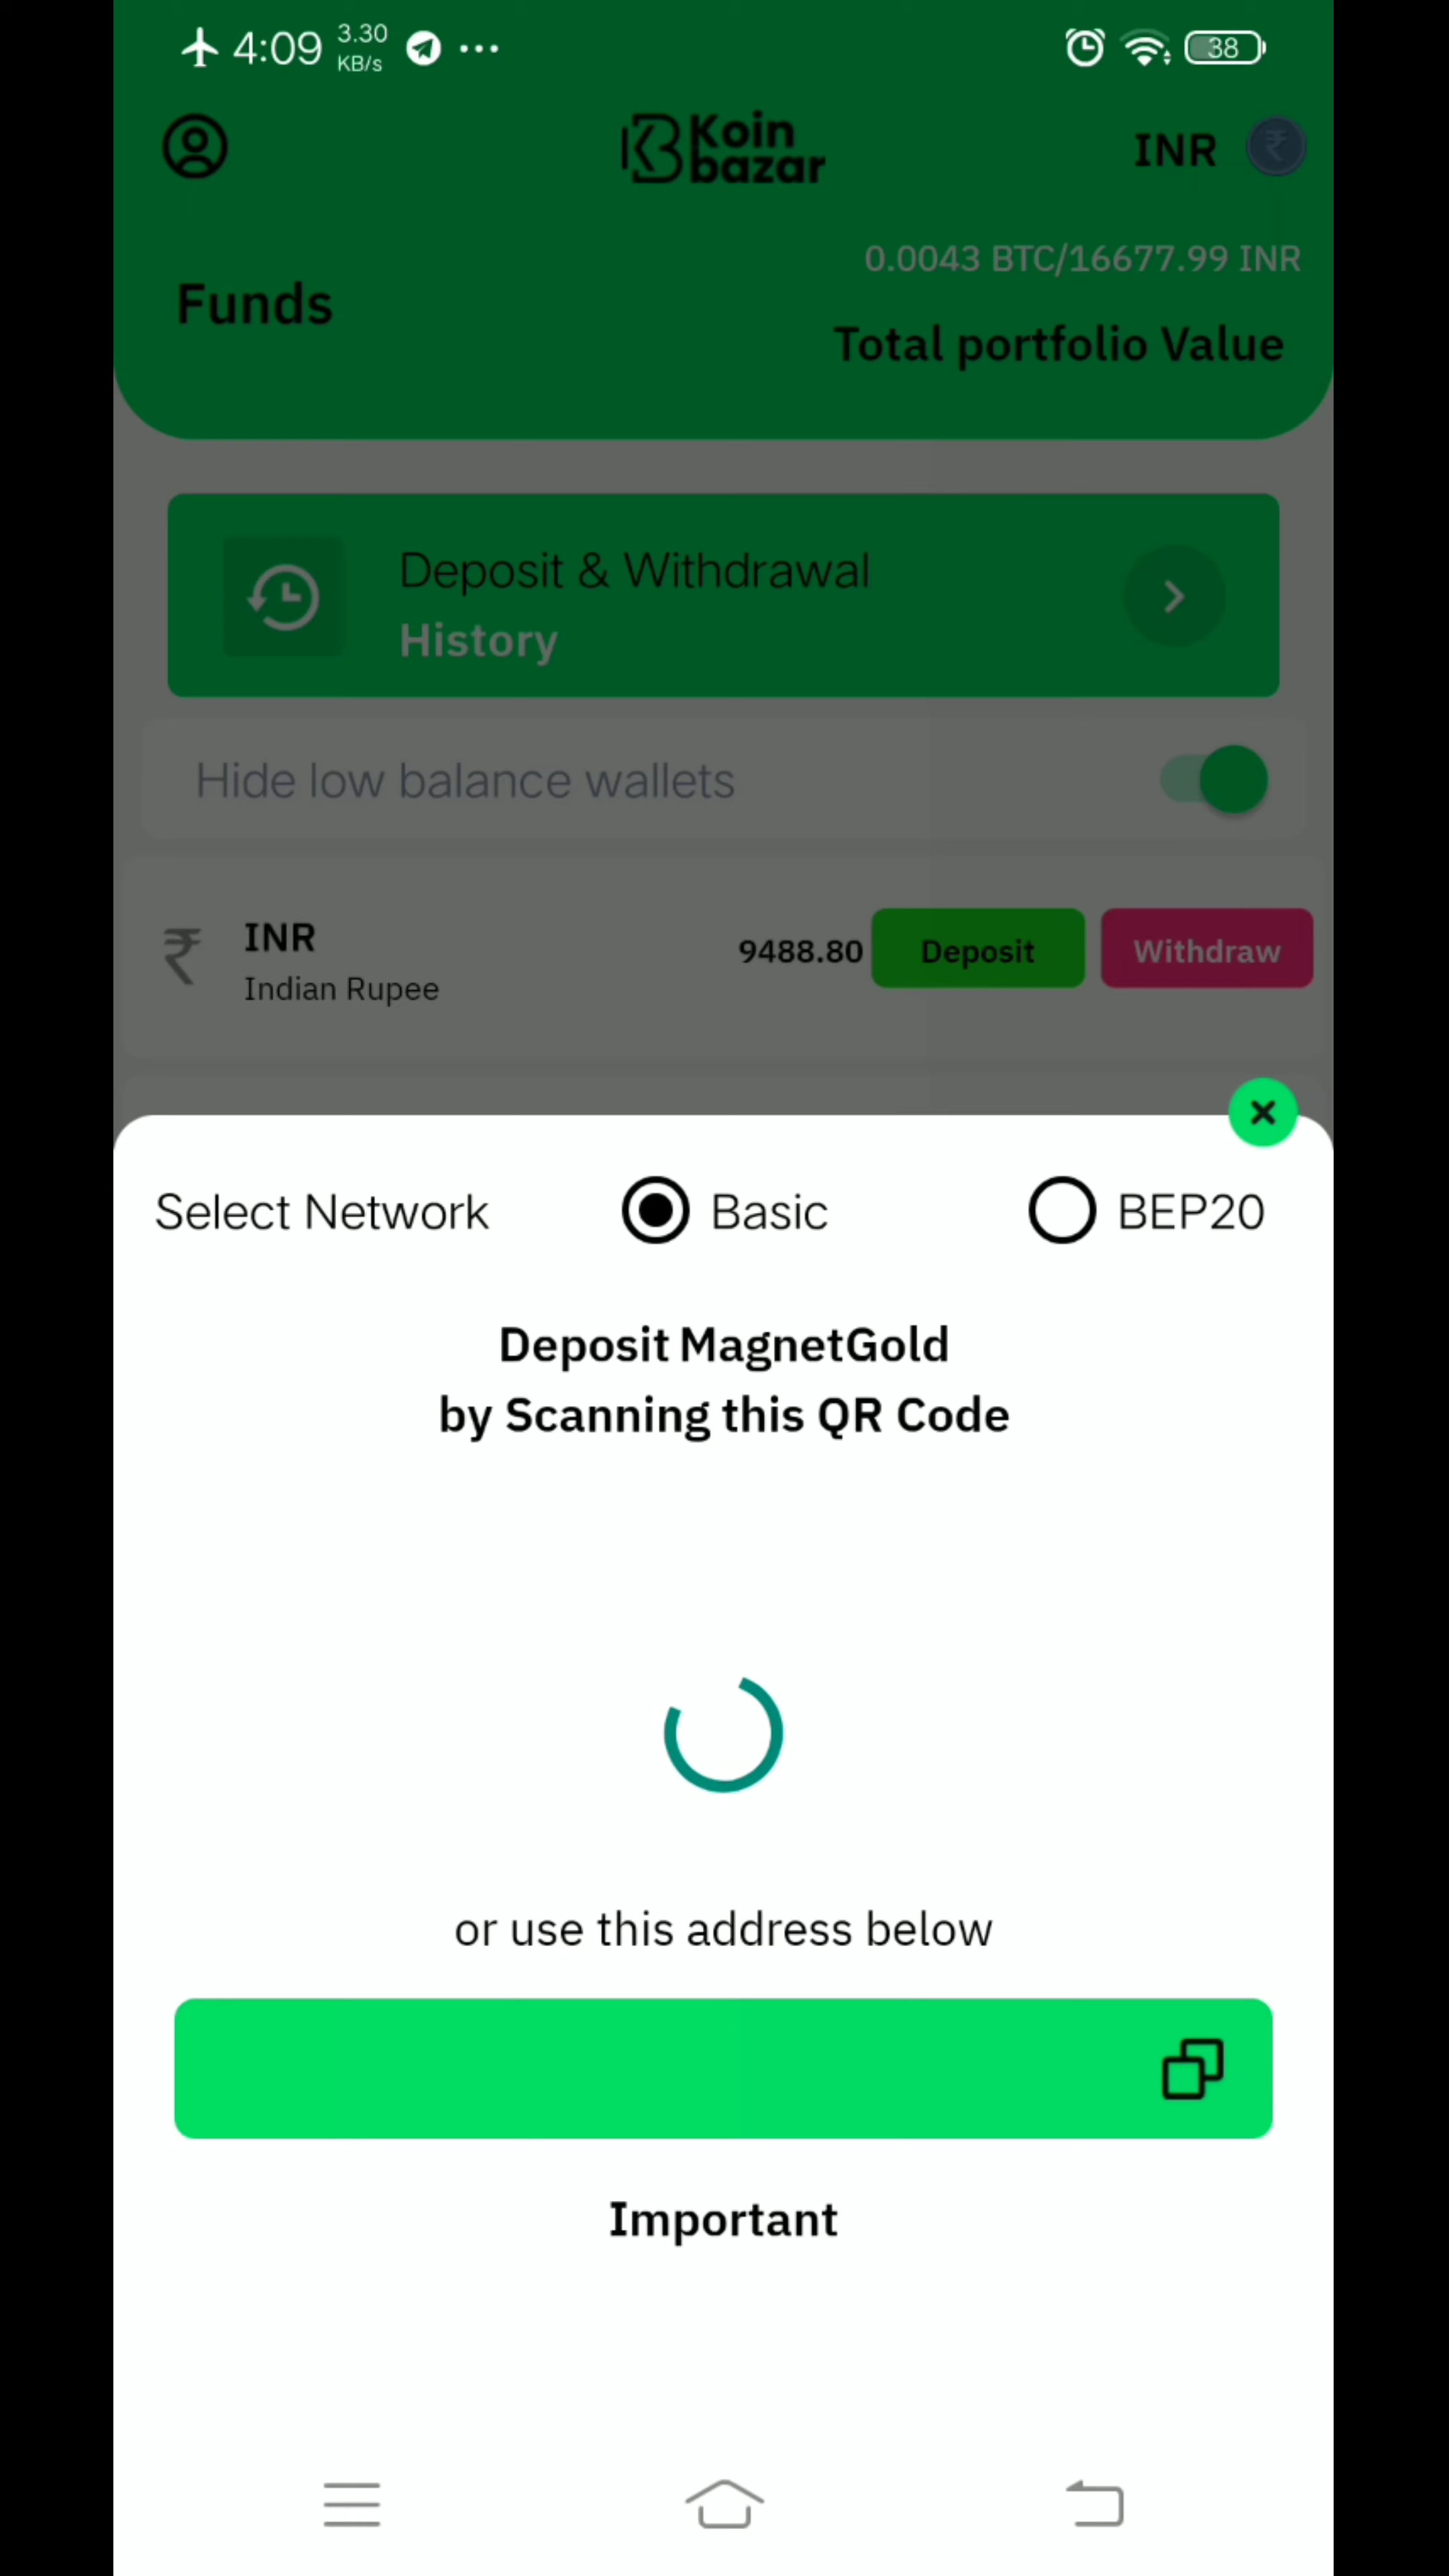 4:09 3.30 KB/s ... 38
Koin bazar
INR ₹
0.0043 BTC/16677.99 INR
Funds
Total portfolio Value
Deposit & Withdrawal
History
Hide low balance wallets
₹ INR 9488.80 Deposit Withdraw
Indian Rupee
Select Network Basic BEP20
Deposit MagnetGold
by Scanning this QR Code
or use this address below
Important